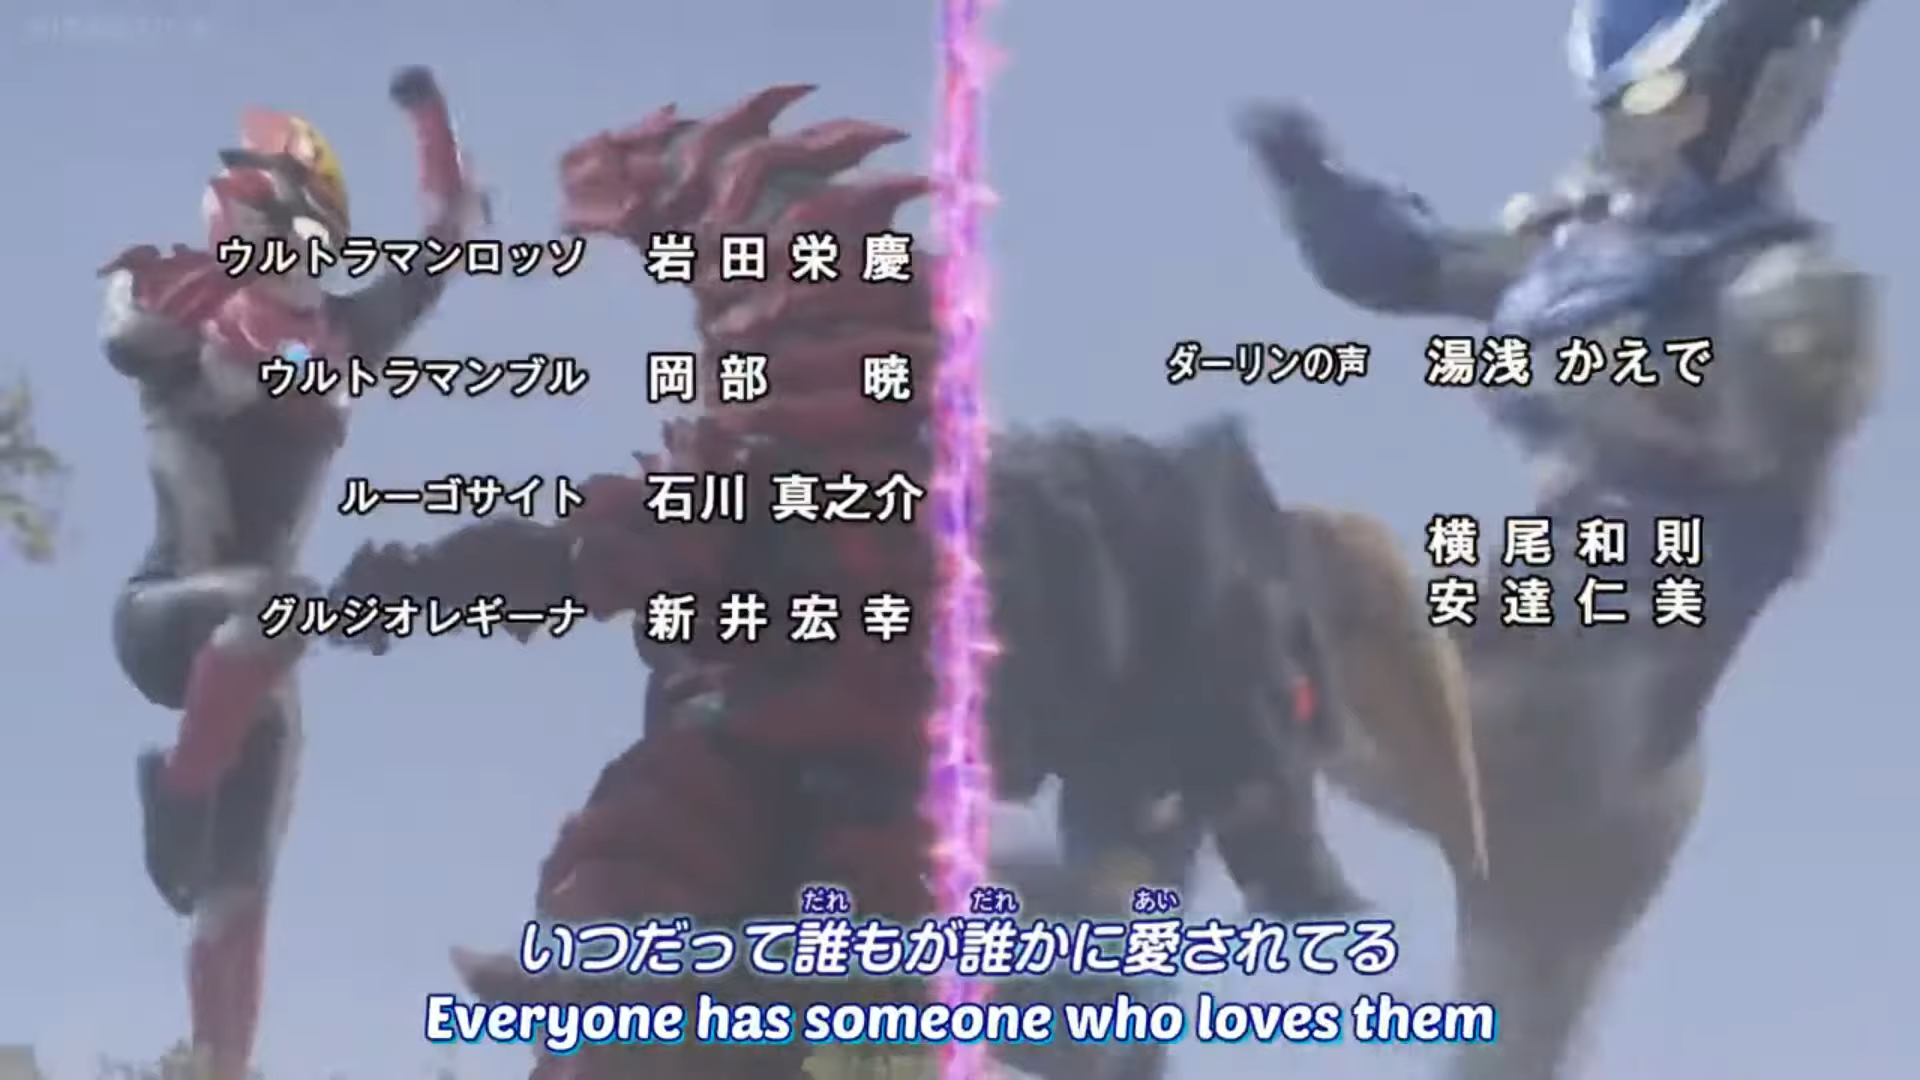 ウルトラマンロッソ 岩田栄慶
ウルトラマンブル 岡部 暁
ルーゴサイト 石川 真之介
グルジオレギーナ 新井宏幸
ダーリンの声 湯浅 かえで
横尾和則
安達仁美
だれ だれ あい
いつだって誰もが誰かに愛されてる
Everyone has someone who loves them